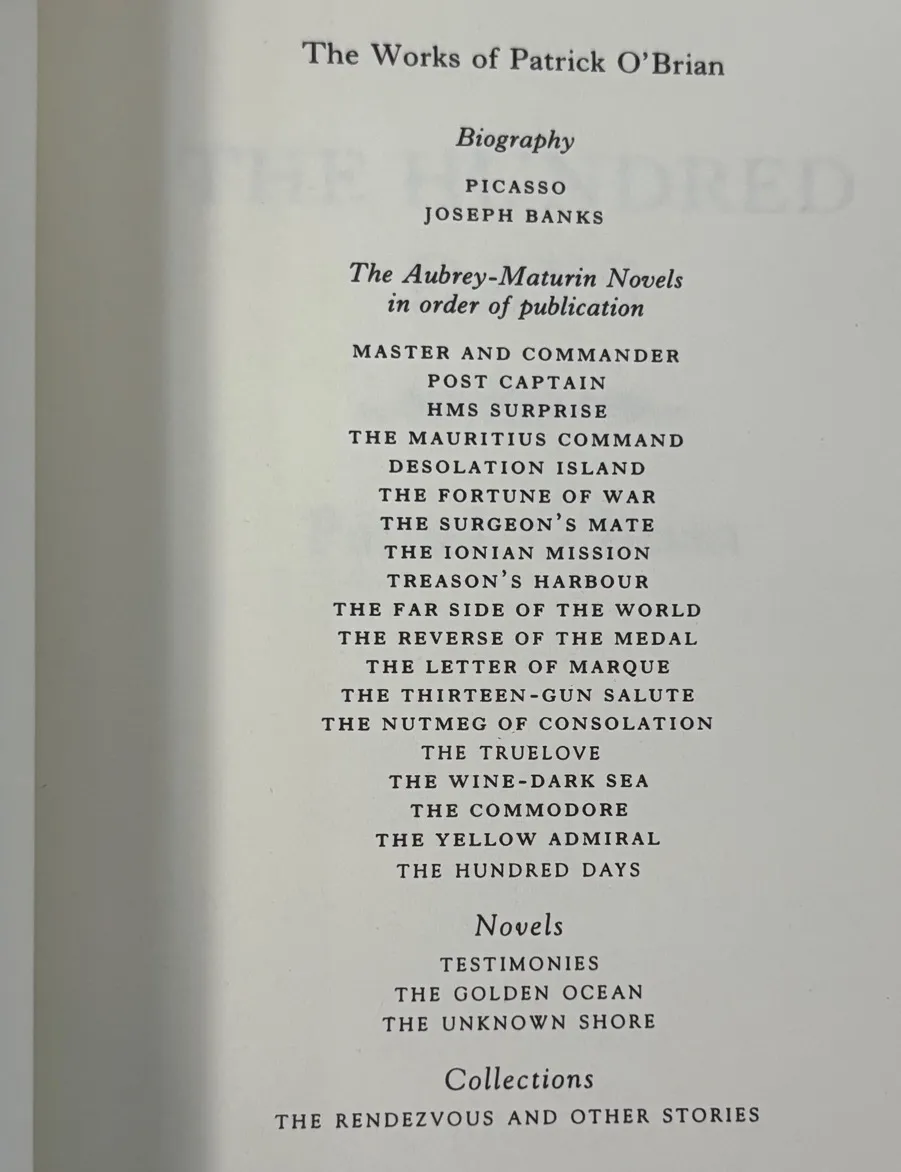 The Works of Patrick O'Brian
Biography
PICASSO
JOSEPH BANKS
The Aubrey-Maturin Novels
in order of publication
MASTER AND COMMANDER
POST CAPTAIN
HMS SURPRISE
THE MAURITIUS COMMAND
DESOLATION ISLAND
THE FORTUNE OF WAR
THE SURGEON'S MATE
THE IONIAN MISSION
TREASON'S HARBOUR
THE FAR SIDE OF THE WORLD
THE REVERSE OF THE MEDAL
THE LETTER OF MARQUE
THE THIRTEEN-GUN SALUTE
THE NUTMEG OF CONSOLATION
THE TRUELOVE
THE WINE-DARK SEA
THE COMMODORE
THE YELLOW ADMIRAL
THE HUNDRED DAYS
Novels
TESTIMONIES
THE GOLDEN OCEAN
THE UNKNOWN SHORE
Collections
THE RENDEZVOUS AND OTHER STORIES